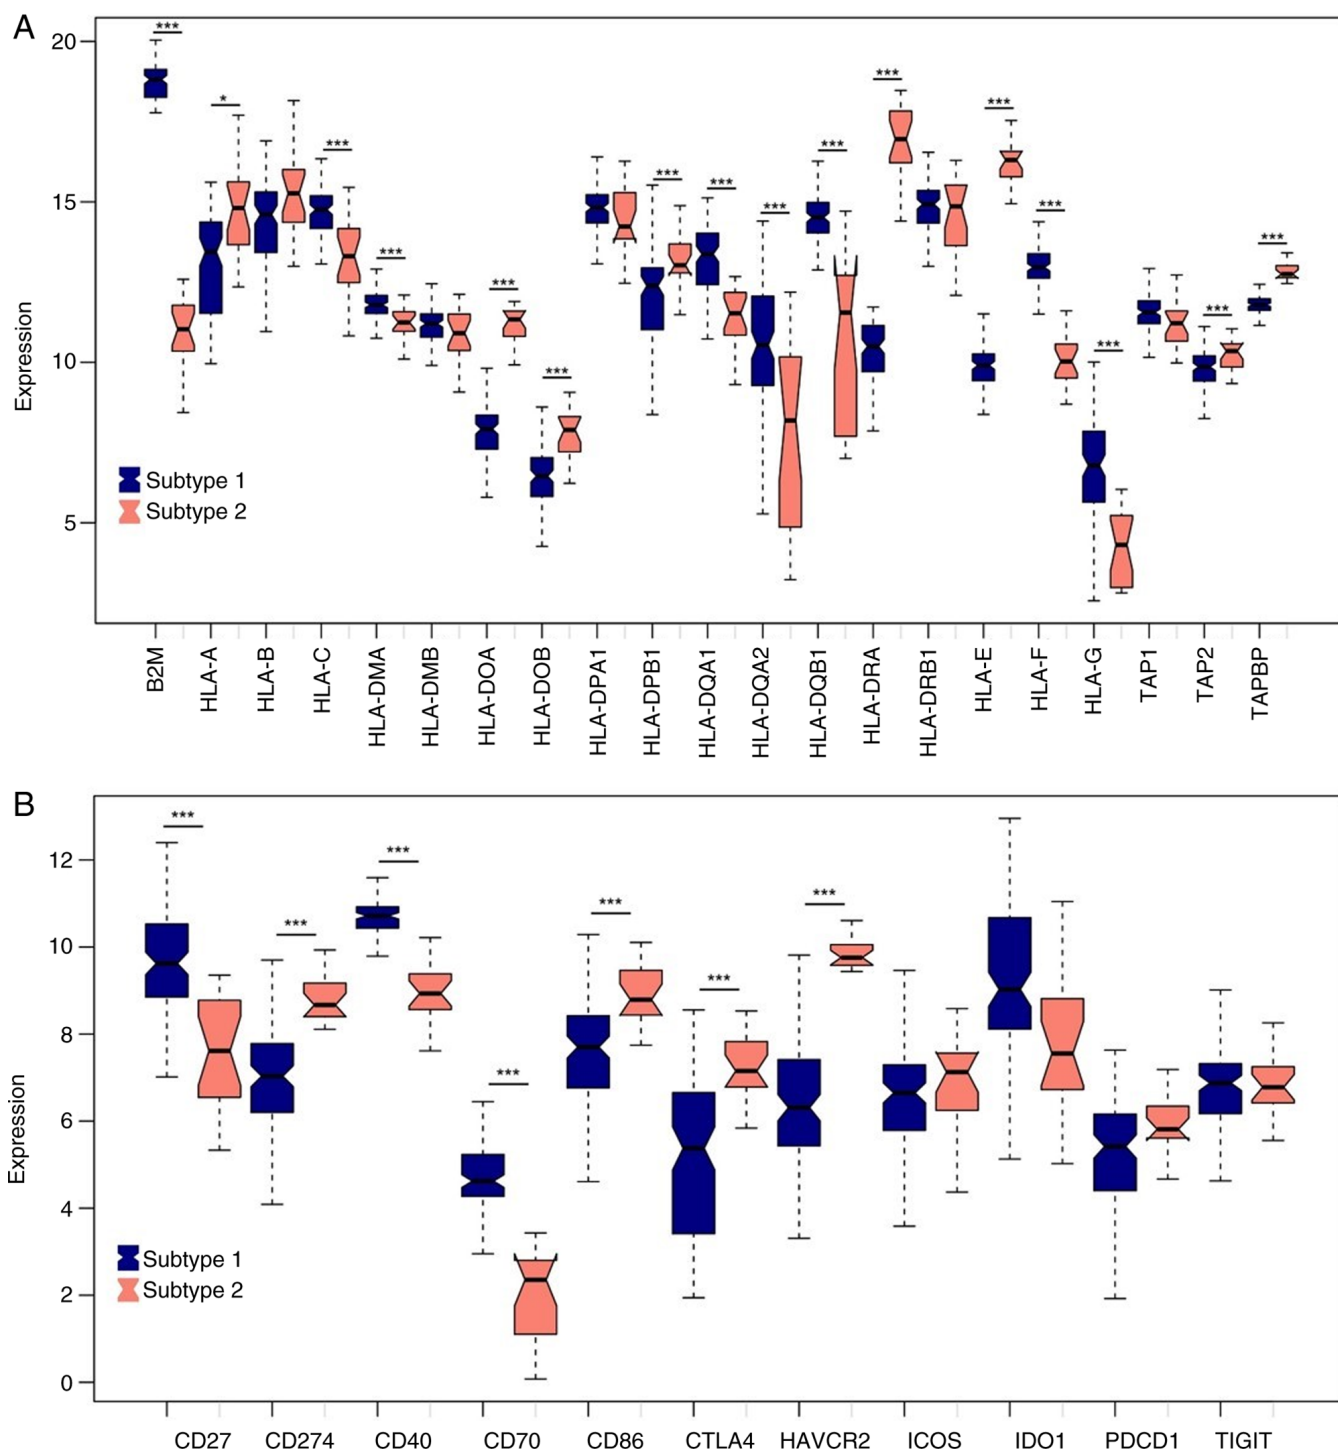 A
20
15
10
5
Expression
***
*
***
***
***
***
***
***
***
***
***
***
***
***
***
***
Subtype 1
Subtype 2
B2M
HLA-A
HLA-B
HLA-C
HLA-DMA
HLA-DMB
HLA-DOA
HLA-DOB
HLA-DPA1
HLA-DPB1
HLA-DQA1
HLA-DQA2
HLA-DQB1
HLA-DRA
HLA-DRB1
HLA-E
HLA-F
HLA-G
TAP1
TAP2
TAPBP
B
12
10
8
6
4
2
0
Expression
***
***
***
***
***
***
***
Subtype 1
Subtype 2
CD27 CD274 CD40 CD70 CD86 CTLA4 HAVCR2 ICOS IDO1 PDCD1 TIGIT